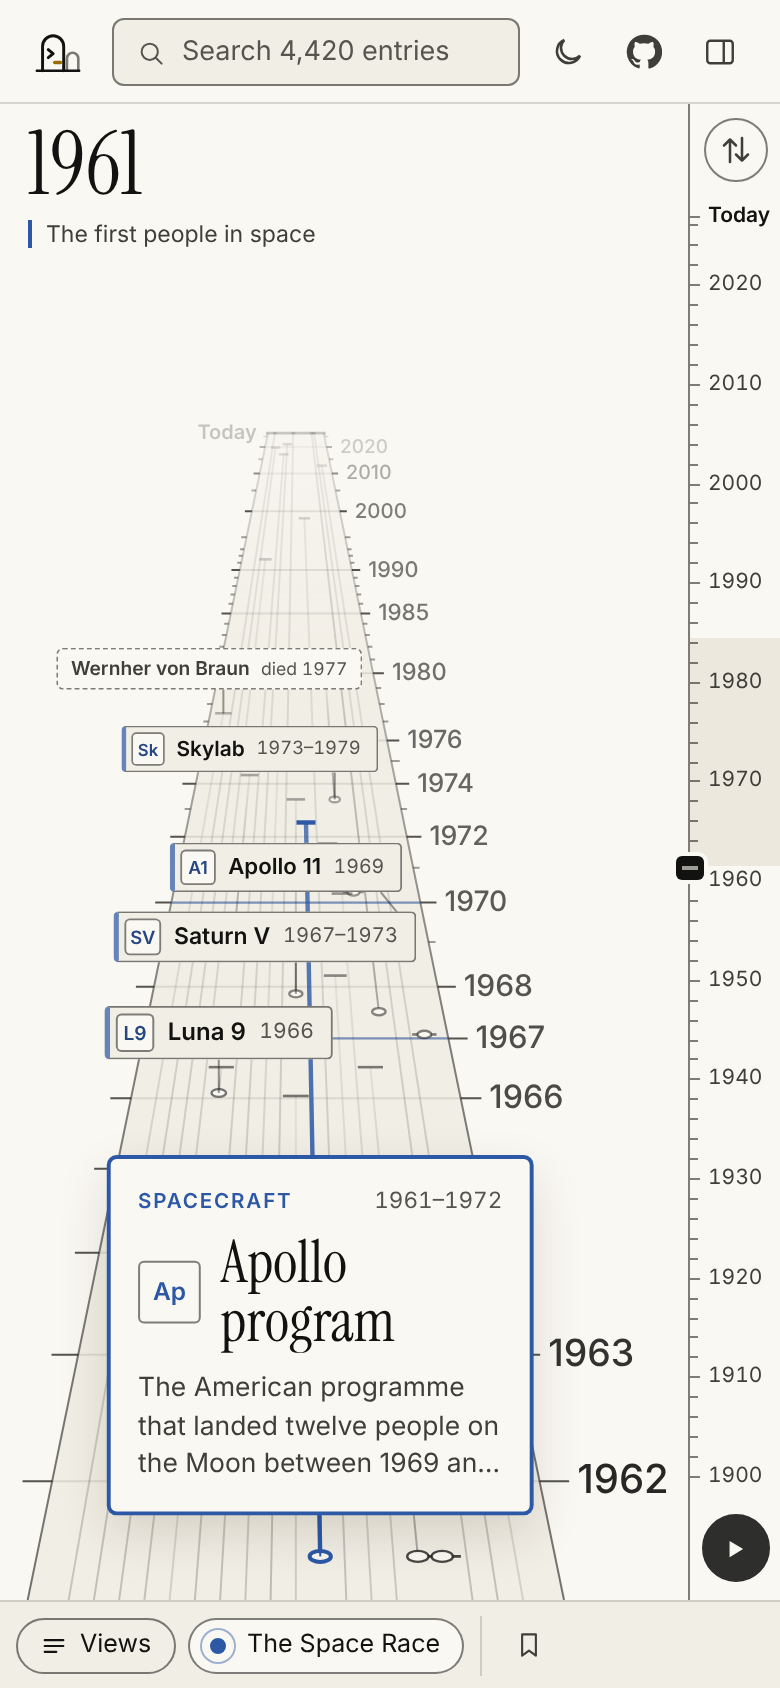 Search 4,420 entries
1961
The first people in space
Today
2020
2010
2000
1990
1980
1970
1960
1950
1940
1930
1920
1910
1900
Today
2020
2010
2000
1990
1985
Wernher von Braun died 1977
1980
Sk Skylab 1973–1979
1976
1974
1972
A1 Apollo 11 1969
1970
SV Saturn V 1967–1973
1968
L9 Luna 9 1966
1967
1966
SPACECRAFT 1961–1972
Ap
Apollo
program
The American programme
that landed twelve people on
the Moon between 1969 an...
1963
1962
Views
The Space Race